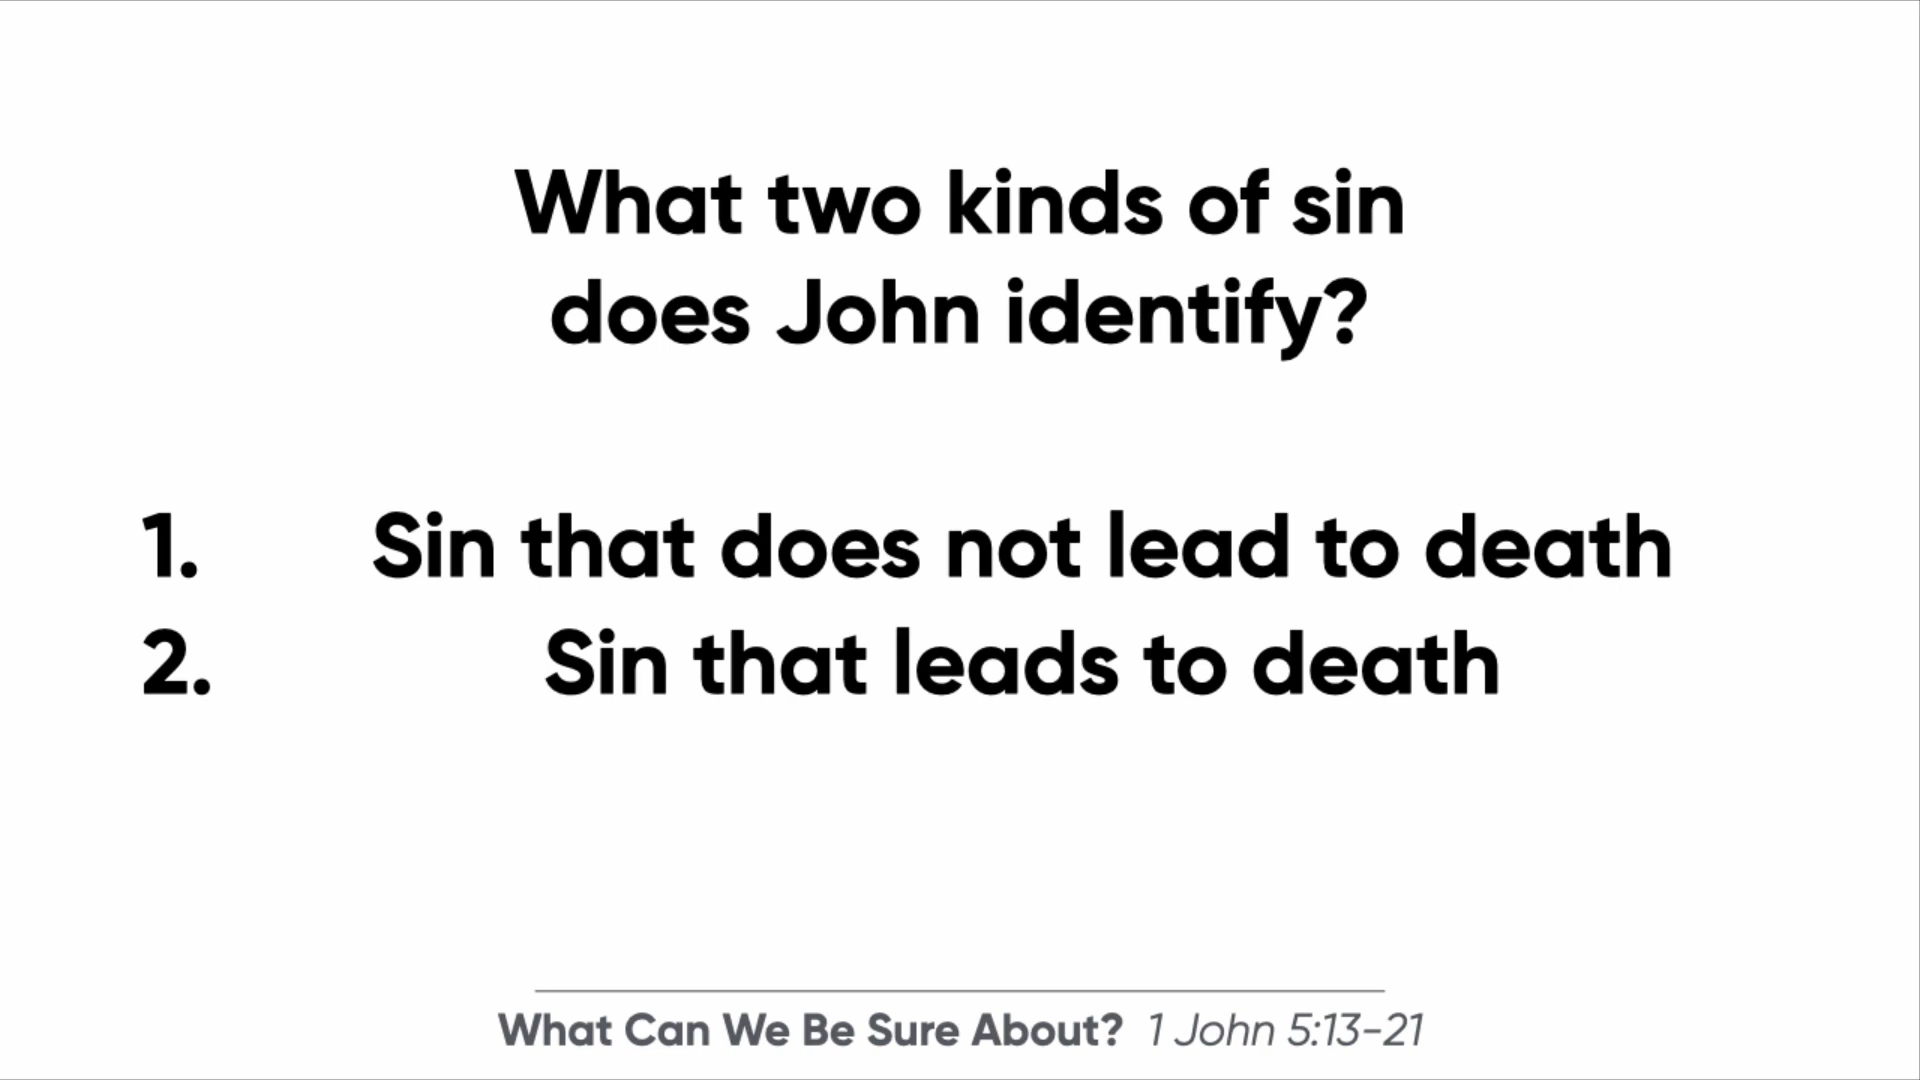 What two kinds of sin
does John identify?
1. Sin that does not lead to death
2. Sin that leads to death
What Can We Be Sure About? 1 John 5:13–21